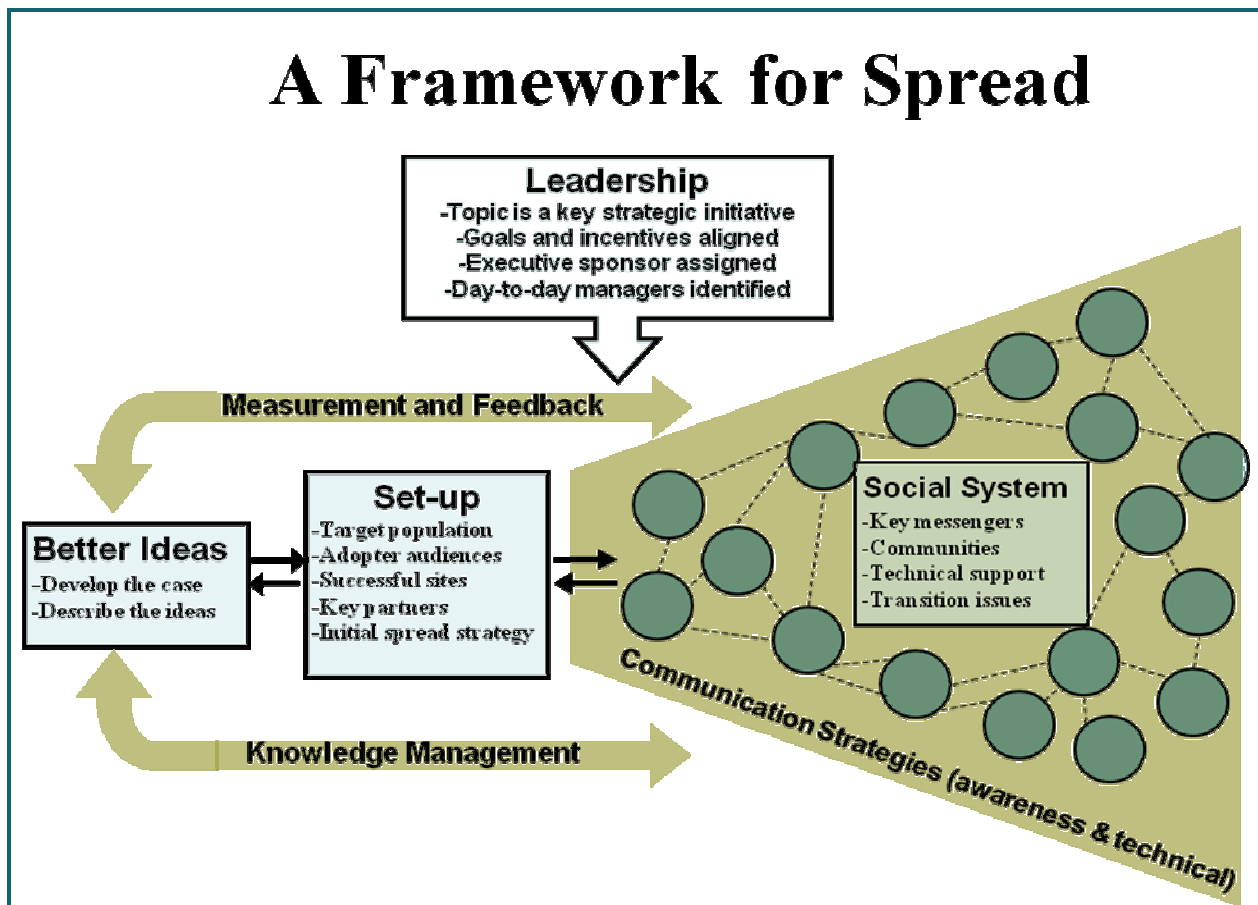 A Framework for Spread
Leadership
-Topic is a key strategic initiative
-Goals and incentives aligned
-Executive sponsor assigned
-Day-to-day managers identified
Measurement and Feedback
Better Ideas
-Develop the case
-Describe the ideas
Set-up
-Target population
-Adopter audiences
-Successful sites
-Key partners
-Initial spread strategy
Social System
-Key messengers
-Communities
-Technical support
-Transition issues
Knowledge Management
Communication Strategies (awareness & technical)